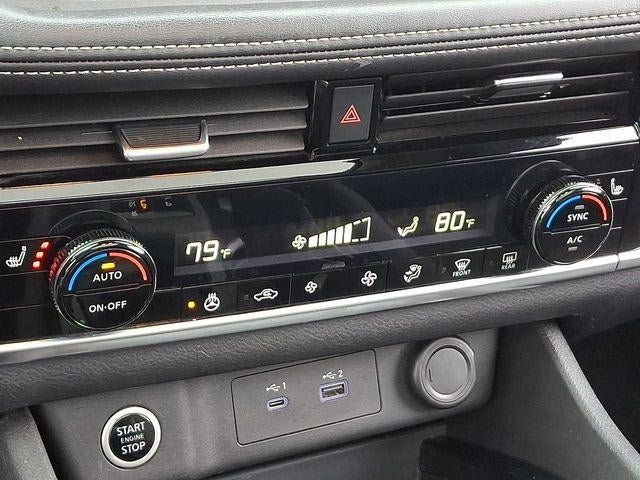 79°F
80°F
AUTO
ON·OFF
SYNC
A/C
FRONT
REAR
1
2
START
ENGINE
STOP